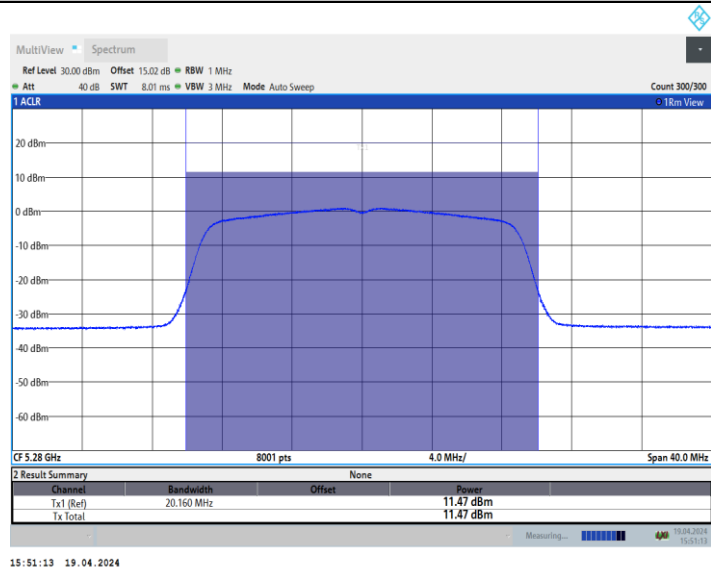 MultiView Spectrum
Ref Level 30.00 dBm Offset 15.02 dB RBW 1 MHz
Att 40 dB SWT 8.01 ms VBW 3 MHz Mode Auto Sweep Count 300/300
1 ACLR 1Rm View
20 dBm
10 dBm
0 dBm
-10 dBm
-20 dBm
-30 dBm
-40 dBm
-50 dBm
-60 dBm
CF 5.28 GHz 8001 pts 4.0 MHz/ Span 40.0 MHz
2 Result Summary None
Channel Bandwidth Offset Power
Tx1 (Ref) 20.160 MHz 11.47 dBm
Tx Total 11.47 dBm
Measuring... 19.04.2024
15:51:13
15:51:13 19.04.2024